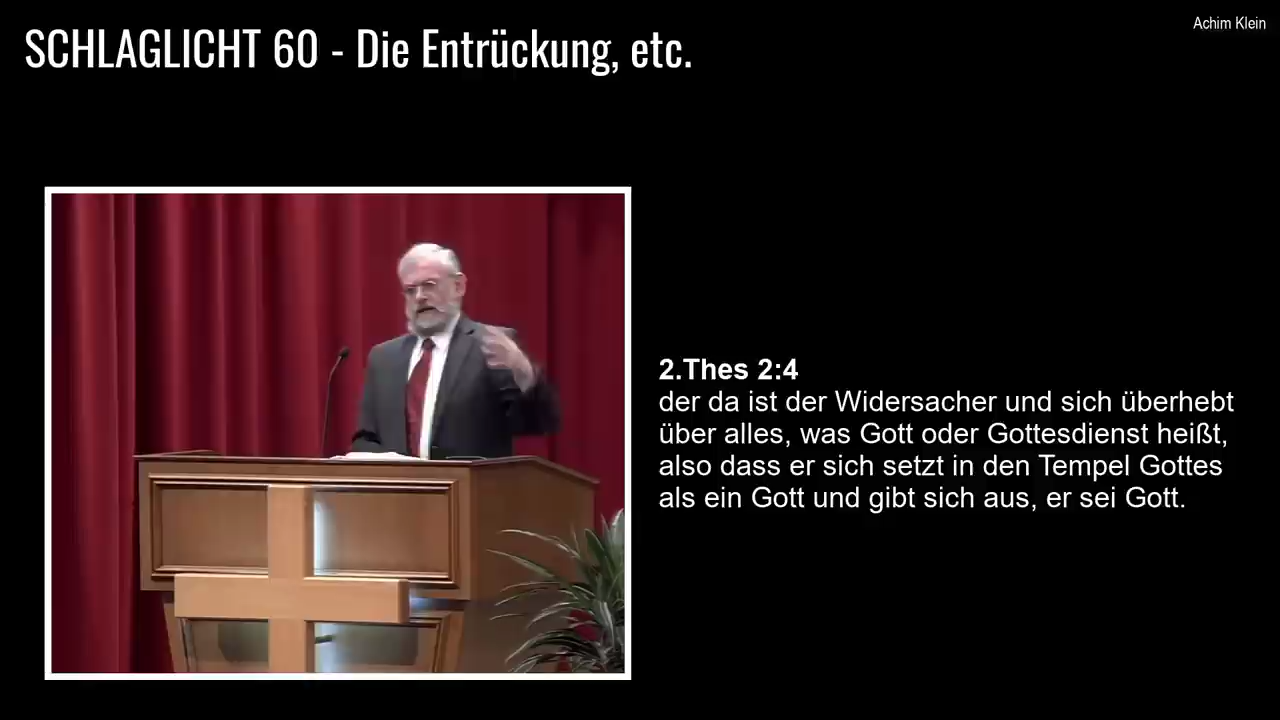 SCHLAGLICHT 60 - Die Entrückung, etc.
Achim Klein
2.Thes 2:4
der da ist der Widersacher und sich überhebt
über alles, was Gott oder Gottesdienst heißt,
also dass er sich setzt in den Tempel Gottes
als ein Gott und gibt sich aus, er sei Gott.